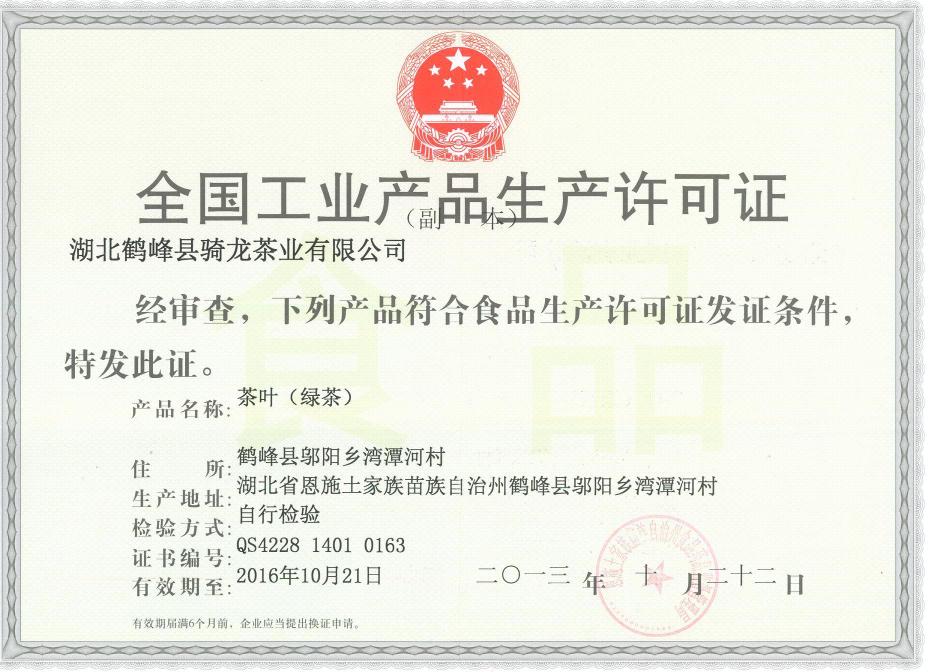 全国工业产品生产许可证
（副 本）
湖北鹤峰县骑龙茶业有限公司
经审查，下列产品符合食品生产许可证发证条件，
特发此证。
产品名称: 茶叶（绿茶）
住 所: 鹤峰县邬阳乡湾潭河村
生产地址: 湖北省恩施土家族苗族自治州鹤峰县邬阳乡湾潭河村
检验方式: 自行检验
证书编号: QS4228 1401 0163
有效期至: 2016年10月21日
二〇一三 年 十 月 二十二 日
有效期届满6个月前，企业应当提出换证申请。
食品